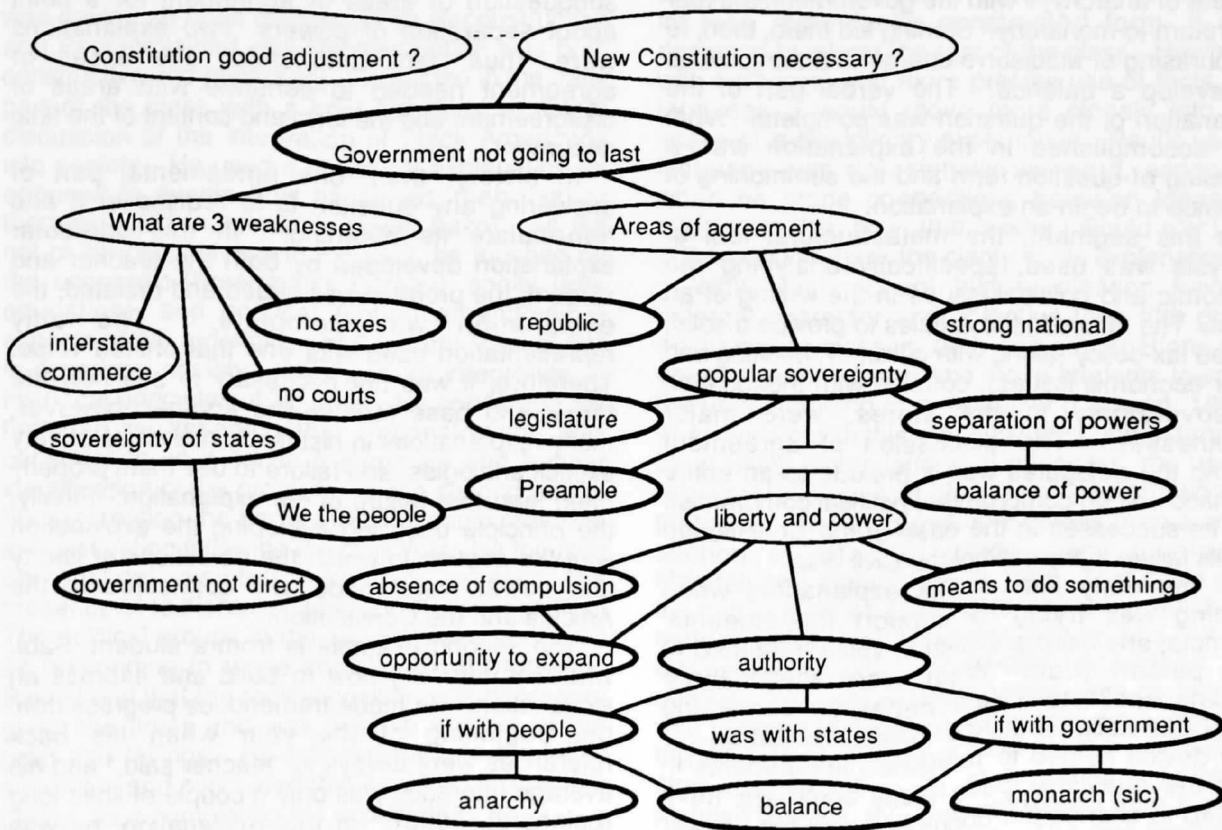 Constitution good adjustment ?
New Constitution necessary ?
Government not going to last
What are 3 weaknesses
Areas of agreement
no taxes
republic
strong national
interstate
commerce
popular sovereignty
no courts
legislature
separation of powers
sovereignty of states
Preamble
balance of power
We the people
liberty and power
government not direct
absence of compulsion
means to do something
opportunity to expand
authority
if with people
was with states
if with government
anarchy
balance
monarch (sic)